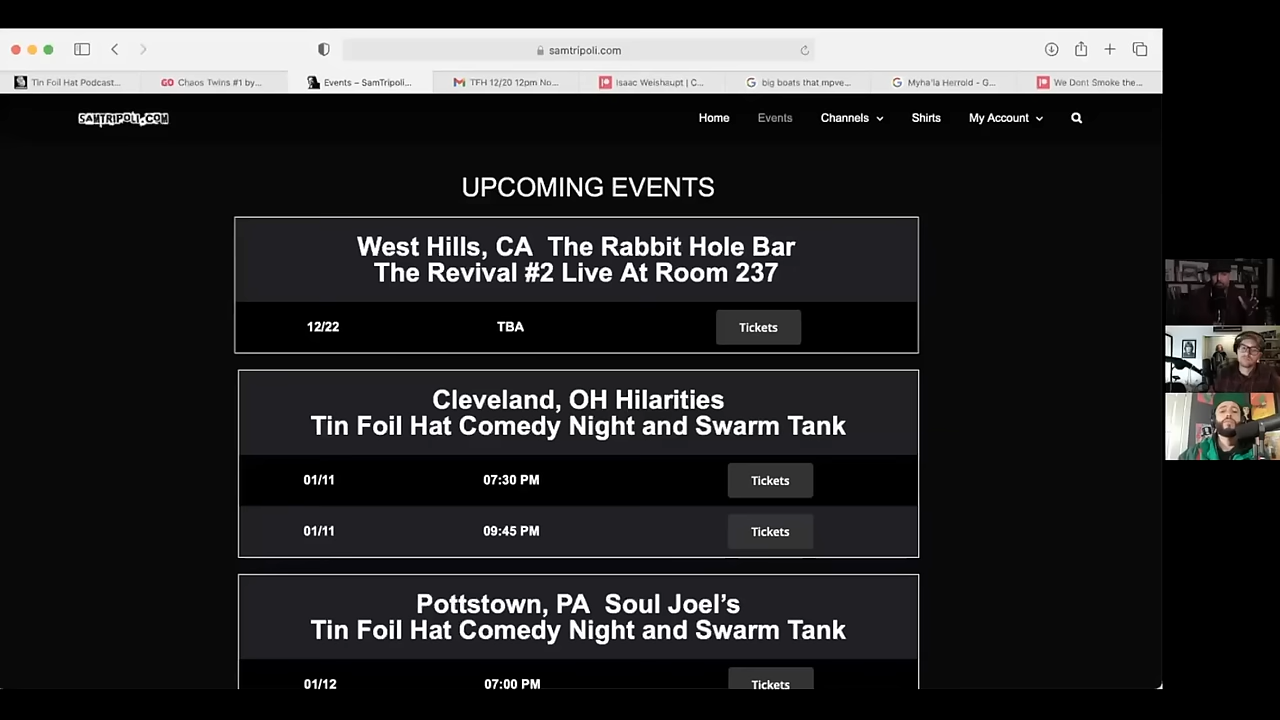 samtripoli.com
Tin Foil Hat Podcast...
GO Chaos Twins #1 by...
Events – SamTripoli...
TFH 12/20 12pm No...
Isaac Weishaupt | C...
big boats that mpve...
Myha'la Herrold - G...
We Dont Smoke the...
SAMTRIPOLI.COM
Home
Events
Channels
Shirts
My Account
UPCOMING EVENTS
West Hills, CA The Rabbit Hole Bar
The Revival #2 Live At Room 237
12/22 TBA Tickets
Cleveland, OH Hilarities
Tin Foil Hat Comedy Night and Swarm Tank
01/11 07:30 PM Tickets
01/11 09:45 PM Tickets
Pottstown, PA Soul Joel's
Tin Foil Hat Comedy Night and Swarm Tank
01/12 07:00 PM Tickets